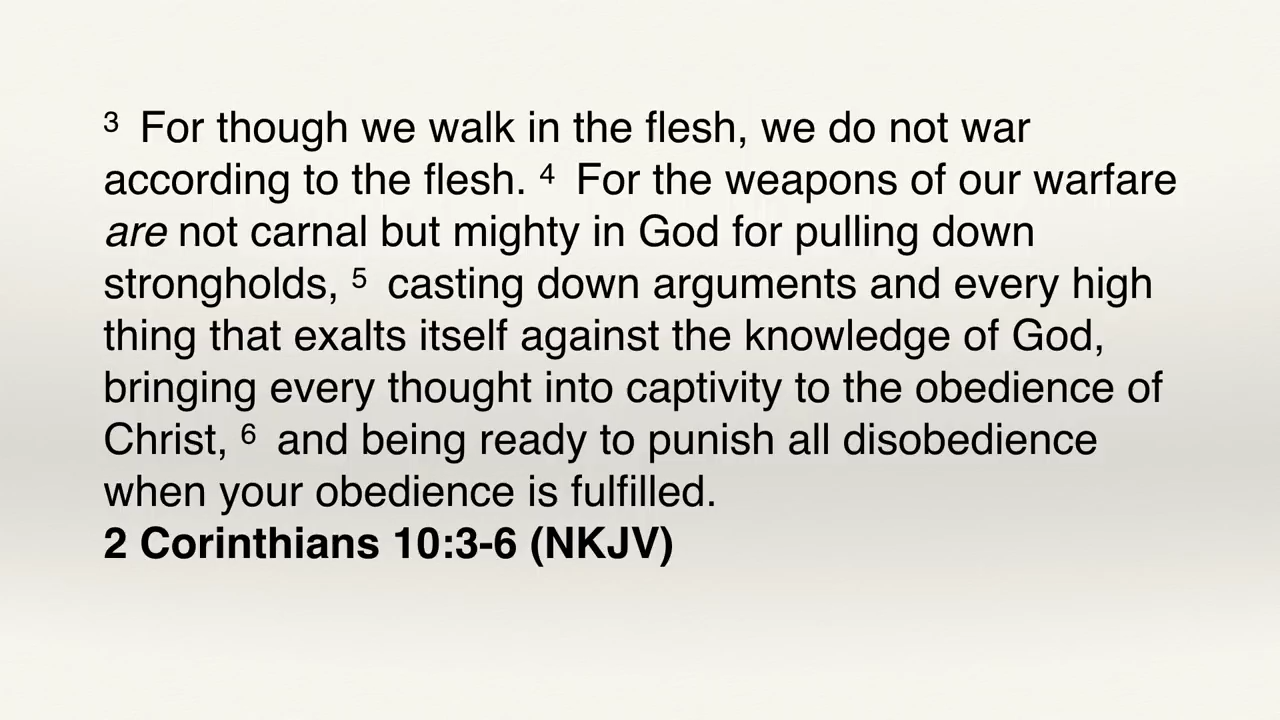 3 For though we walk in the flesh, we do not war
according to the flesh. 4 For the weapons of our warfare
are not carnal but mighty in God for pulling down
strongholds, 5 casting down arguments and every high
thing that exalts itself against the knowledge of God,
bringing every thought into captivity to the obedience of
Christ, 6 and being ready to punish all disobedience
when your obedience is fulfilled.
2 Corinthians 10:3-6 (NKJV)